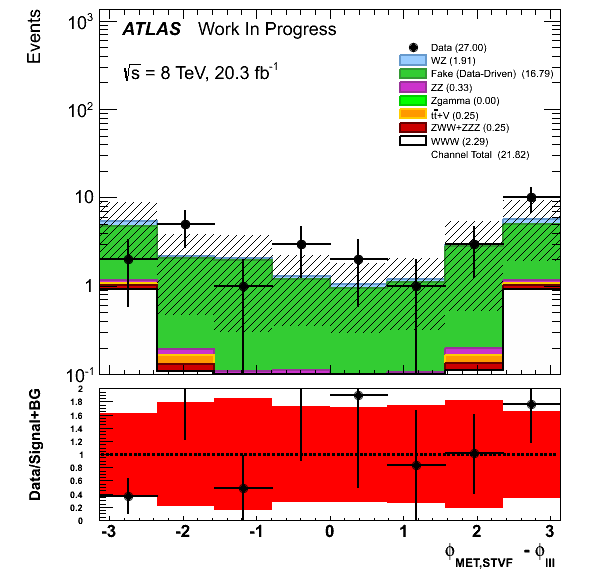 Events
ATLAS Work In Progress
√s = 8 TeV, 20.3 fb⁻¹
Data (27.00)
WZ (1.91)
Fake (Data-Driven) (16.79)
ZZ (0.33)
Zgamma (0.00)
tt̄+V (0.25)
ZWW+ZZZ (0.25)
WWW (2.29)
Channel Total (21.82)
10³
10²
10
1
10⁻¹
Data/Signal+BG
2
1.8
1.6
1.4
1.2
1
0.8
0.6
0.4
0.2
0
-3 -2 -1 0 1 2 3
ϕMET,STVF - ϕlll